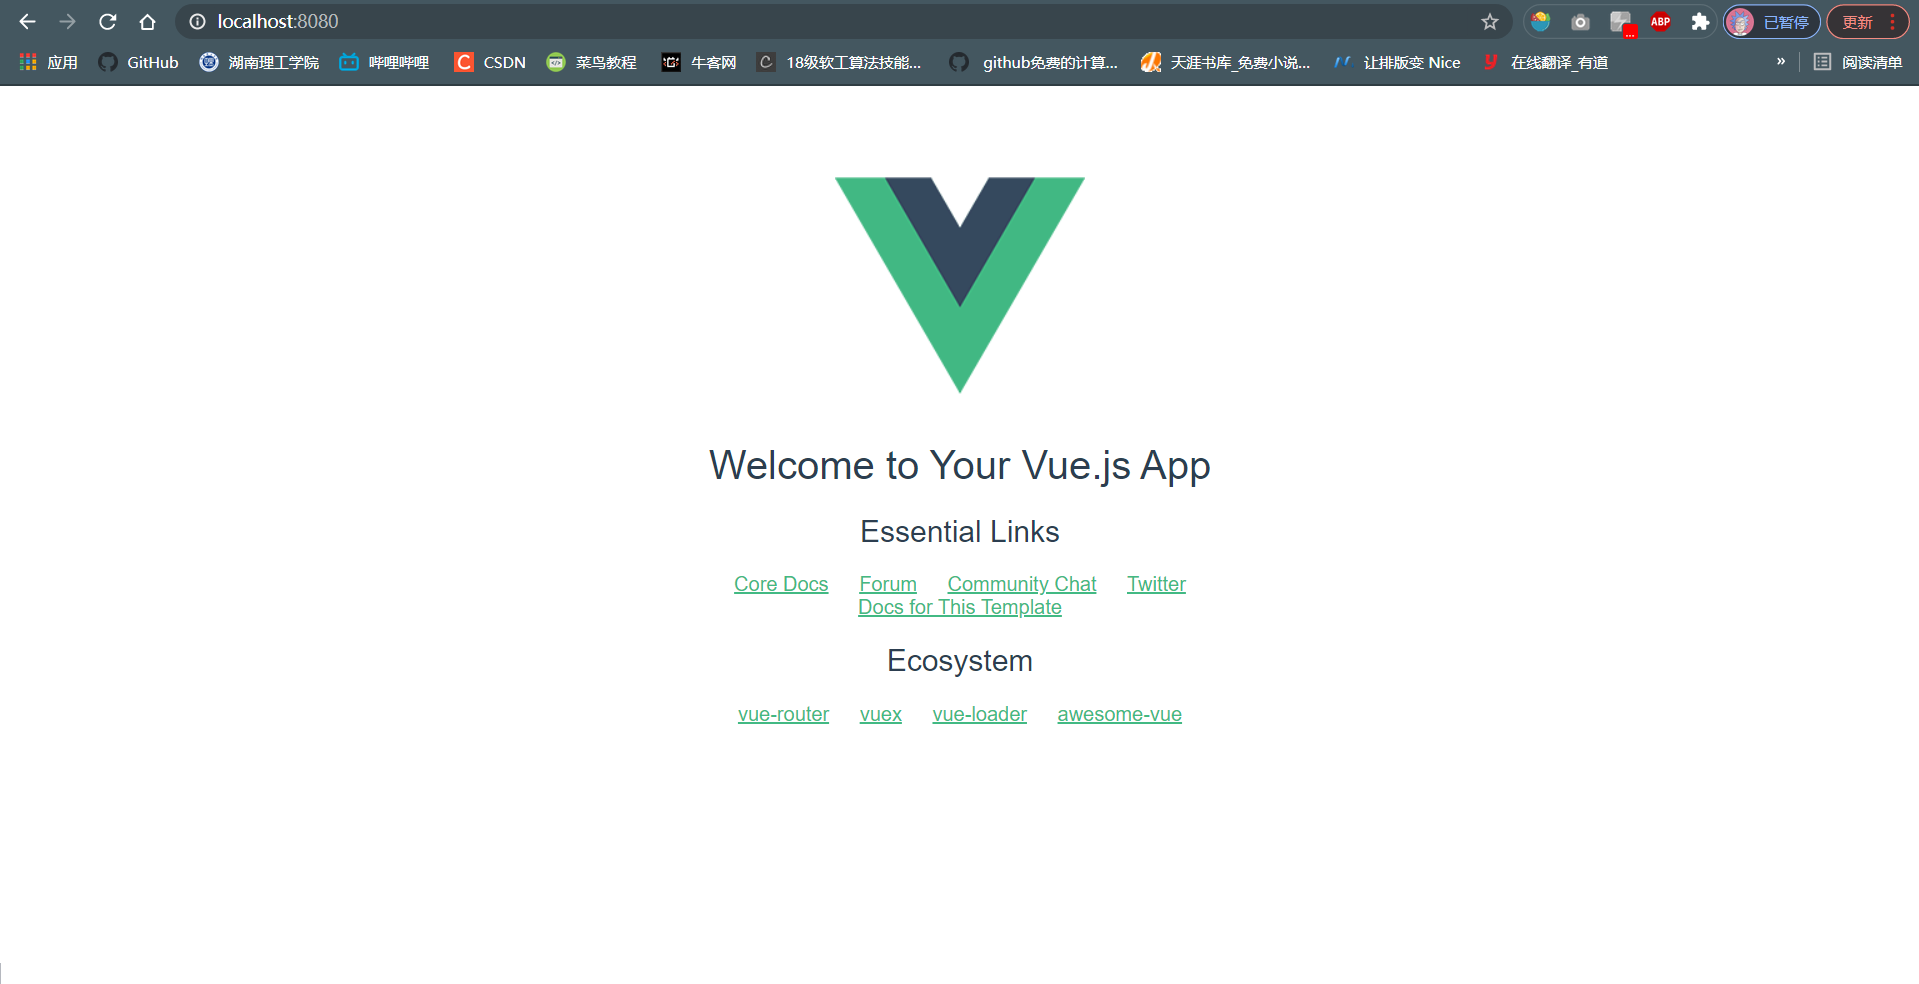 localhost:8080 ABP 已暂停 更新
应用 GitHub 湖南理工学院 哔哩哔哩 CSDN 菜鸟教程 牛客网 18级软工算法技能... github免费的计算... 天涯书库_免费小说... 让排版变 Nice 在线翻译_有道 » 阅读清单
Welcome to Your Vue.js App
Essential Links
Core Docs Forum Community Chat Twitter
Docs for This Template
Ecosystem
vue-router vuex vue-loader awesome-vue